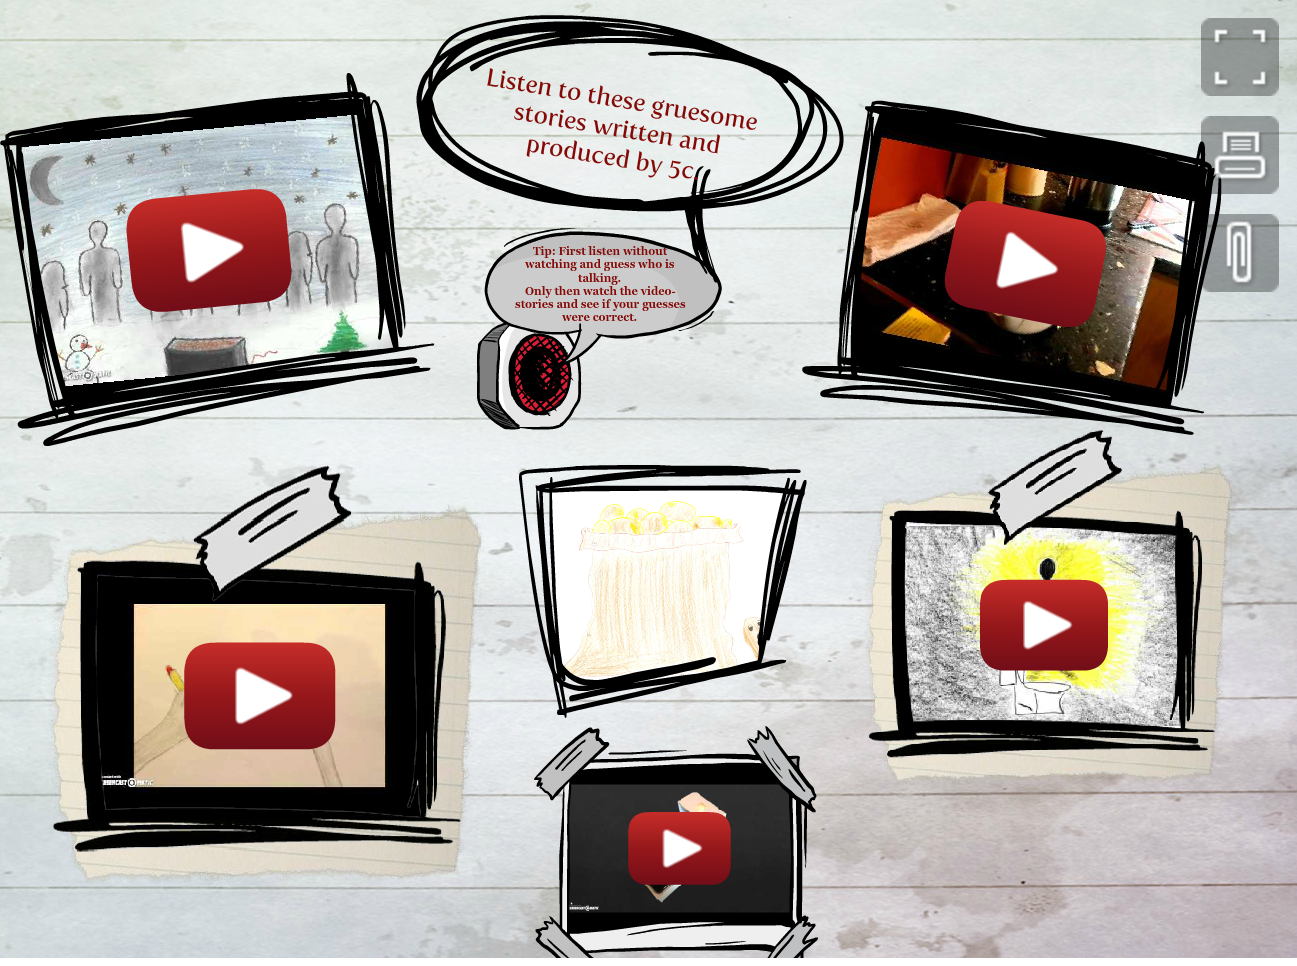 Listen to these gruesome
stories written and
produced by 5c
Tip: First listen without
watching and guess who is
talking.
Only then watch the video-
stories and see if your guesses
were correct.